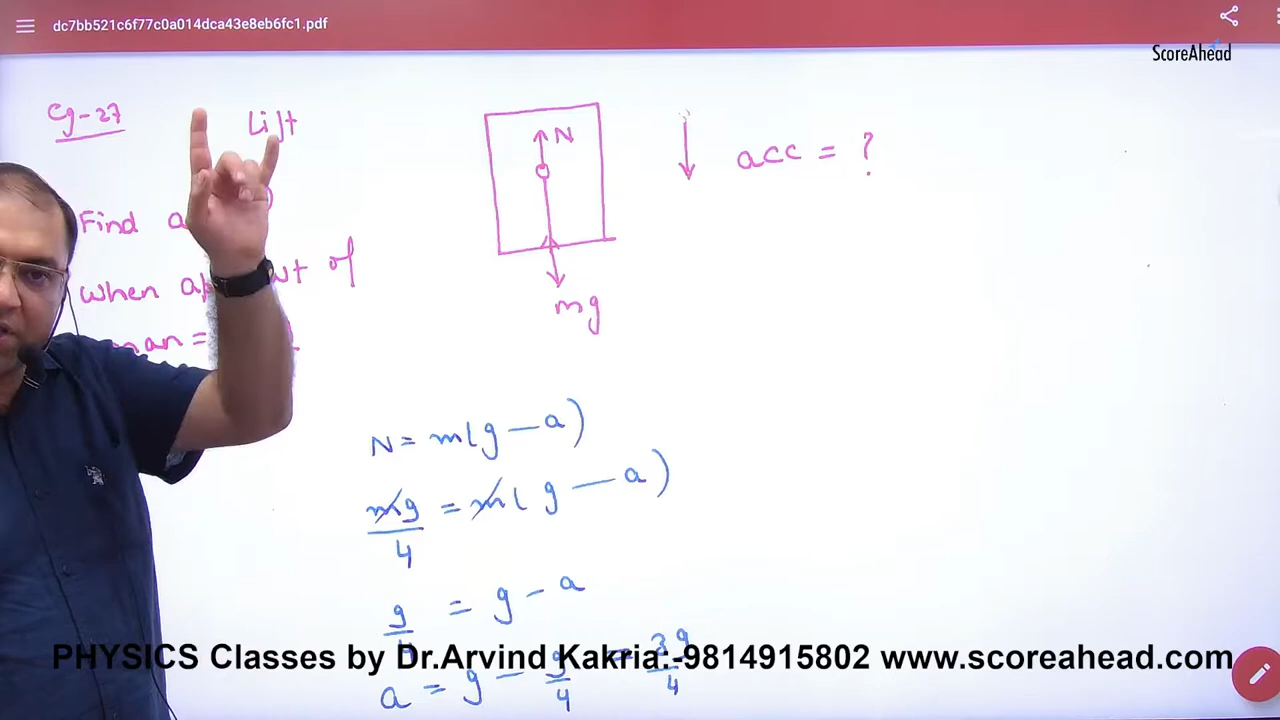 dc7bb521c6f77c0a014dca43e8eb6fc1.pdf
ScoreAhead
Eg-27 Lift
N
acc = ?
Find
When wt of
man =
mg
N = m(g - a)
mg/4 = m(g - a)
g/4 = g - a
a = g - g/4 = 3g/4
PHYSICS Classes by Dr.Arvind Kakria:-9814915802 www.scoreahead.com